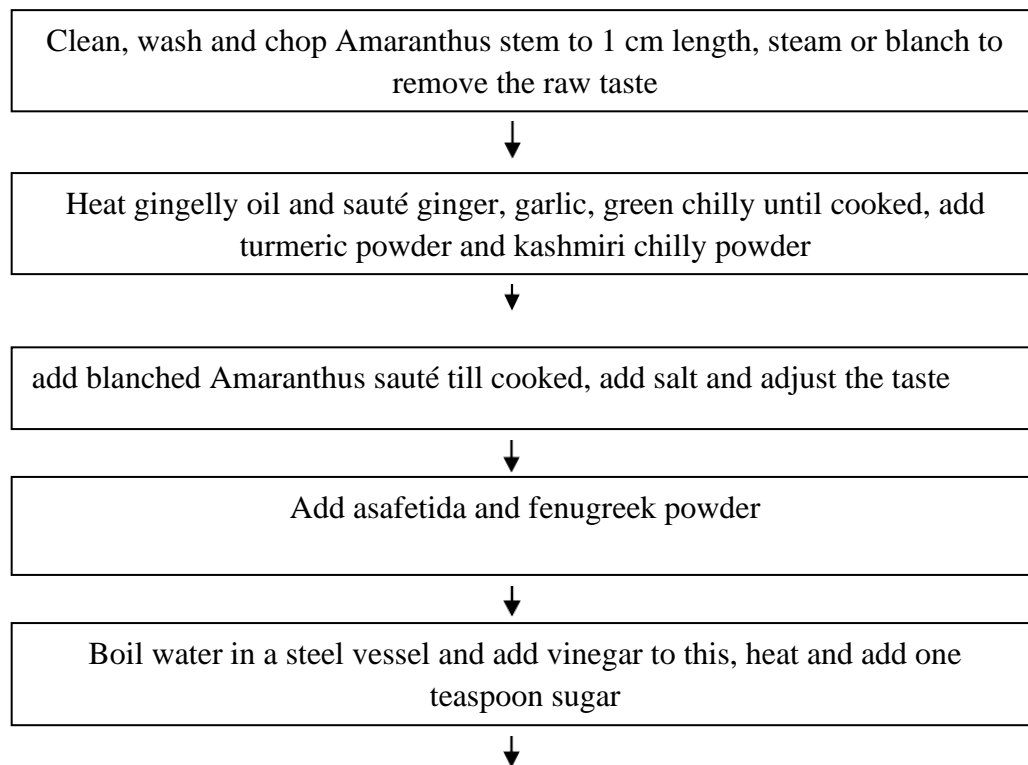 Clean, wash and chop Amaranthus stem to 1 cm length, steam or blanch to
remove the raw taste
Heat gingelly oil and sauté ginger, garlic, green chilly until cooked, add
turmeric powder and kashmiri chilly powder
add blanched Amaranthus sauté till cooked, add salt and adjust the taste
Add asafetida and fenugreek powder
Boil water in a steel vessel and add vinegar to this, heat and add one
teaspoon sugar